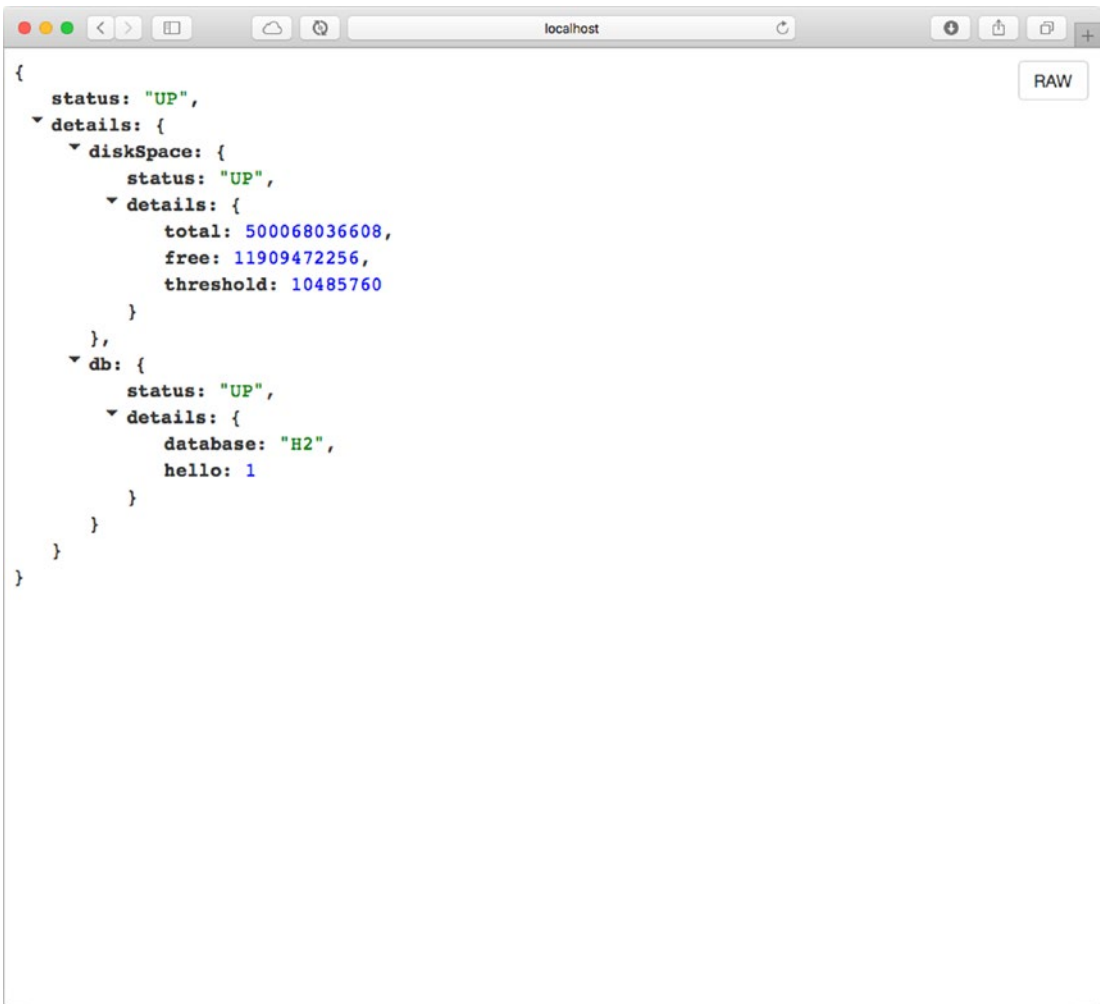 localhost
RAW
{
status: "UP",
details: {
diskSpace: {
status: "UP",
details: {
total: 500068036608,
free: 11909472256,
threshold: 10485760
}
},
db: {
status: "UP",
details: {
database: "H2",
hello: 1
}
}
}
}